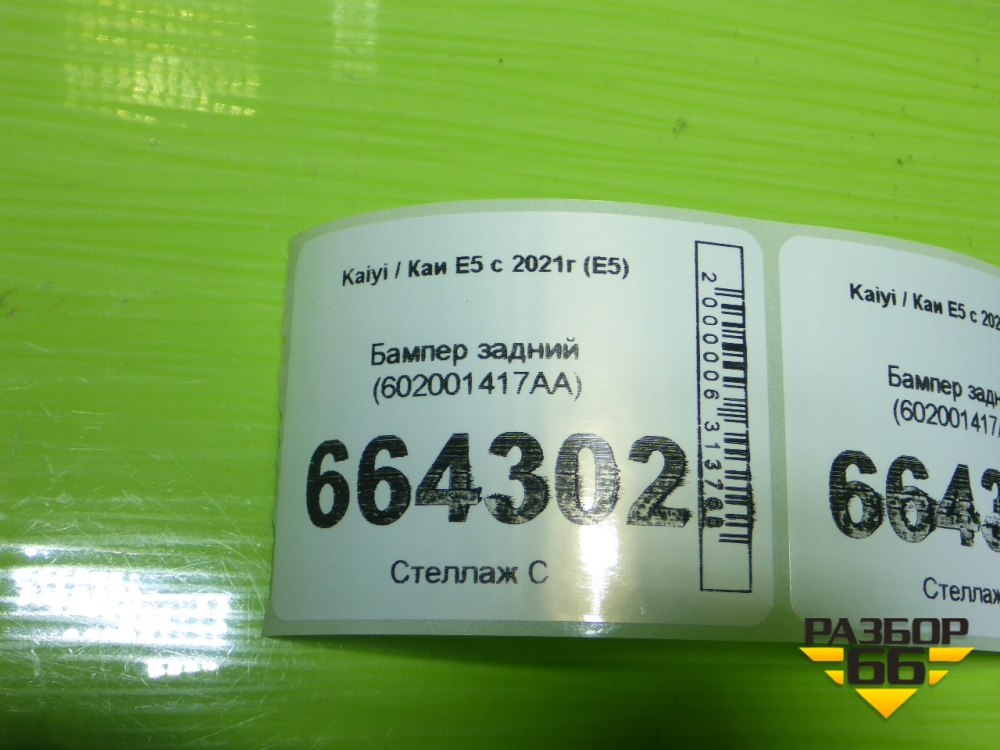 Kaiyi / Каи E5 с 2021г (E5)
Бампер задний
(602001417AA)
664302
Стеллаж С
2000006313768
Kaiyi / Каи E5 с 202
Бампер задн
(602001417
6643
Стеллаж
РАЗБОР
66